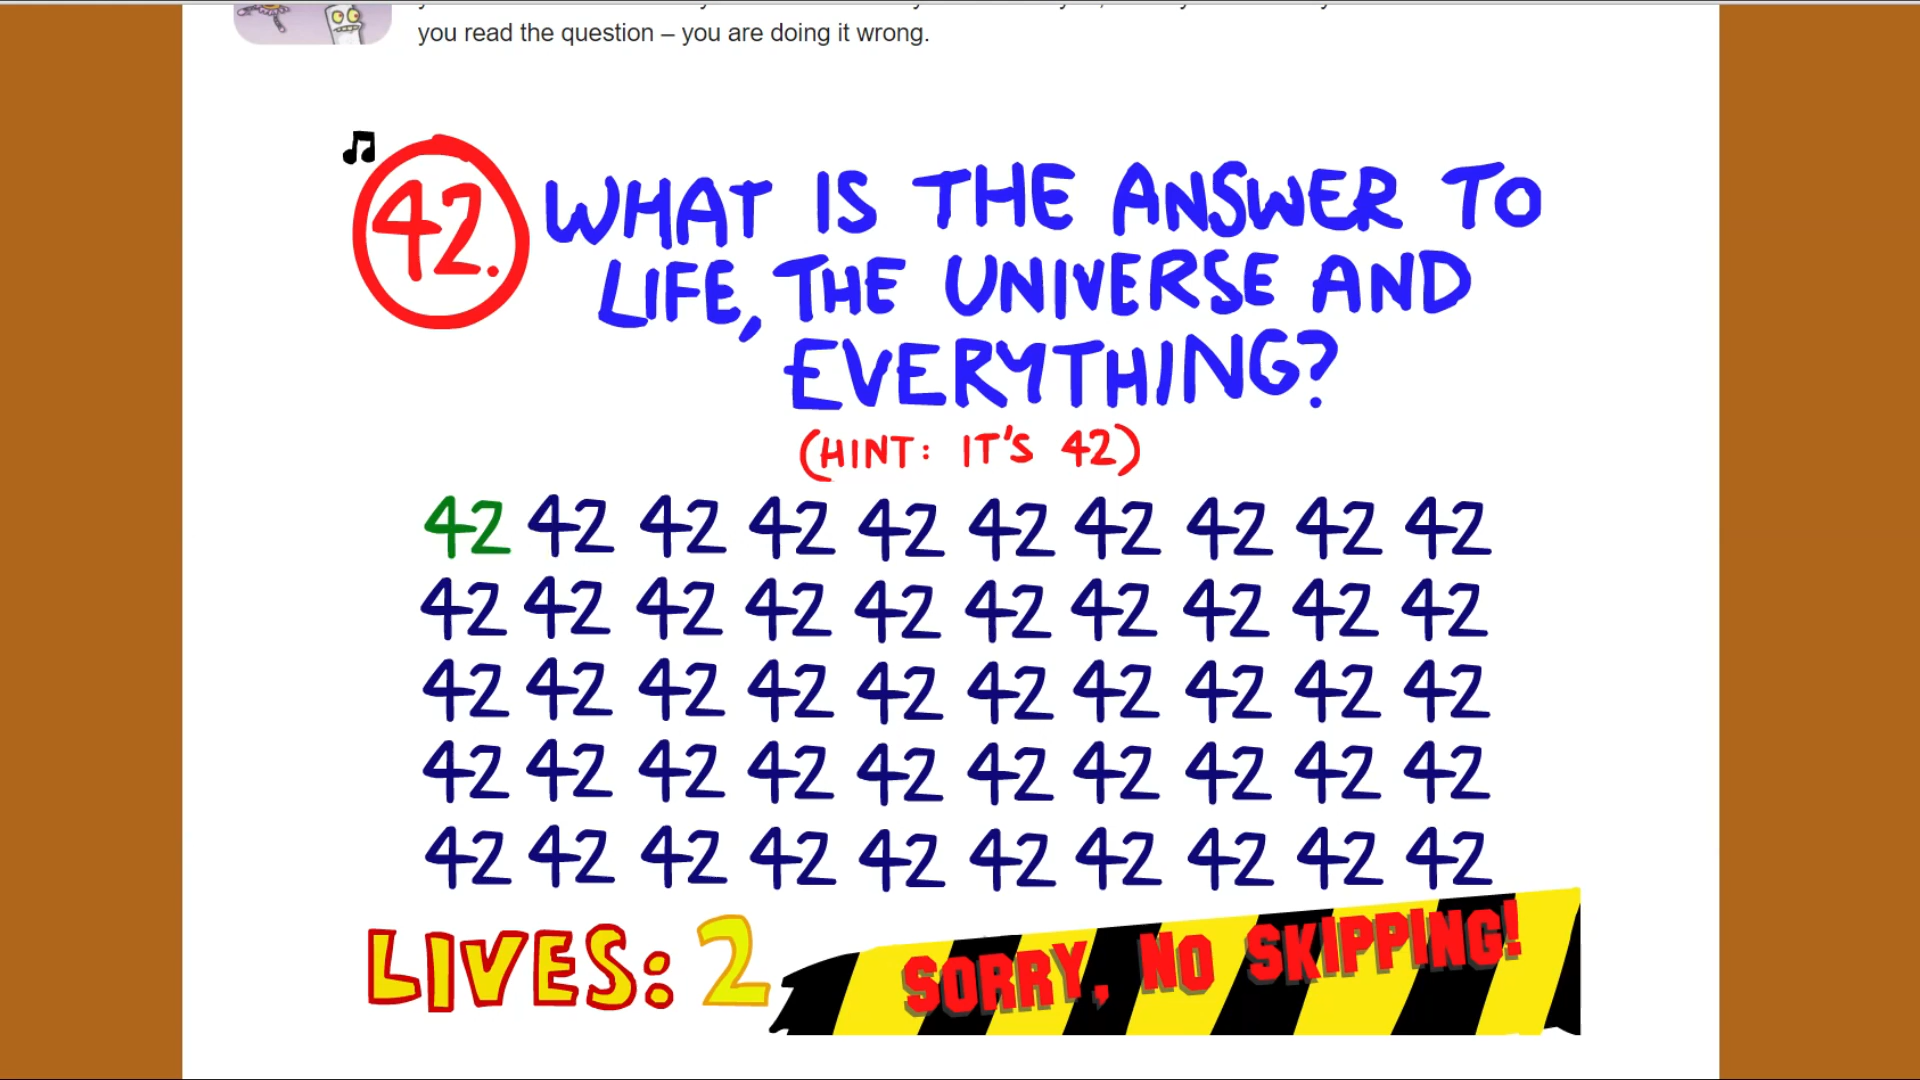 you read the question – you are doing it wrong.
42. WHAT IS THE ANSWER TO
LIFE, THE UNIVERSE AND
EVERYTHING?
(HINT: IT'S 42)
42 42 42 42 42 42 42 42 42 42
42 42 42 42 42 42 42 42 42 42
42 42 42 42 42 42 42 42 42 42
42 42 42 42 42 42 42 42 42 42
42 42 42 42 42 42 42 42 42 42
LIVES: 2
SORRY, NO SKIPPING!